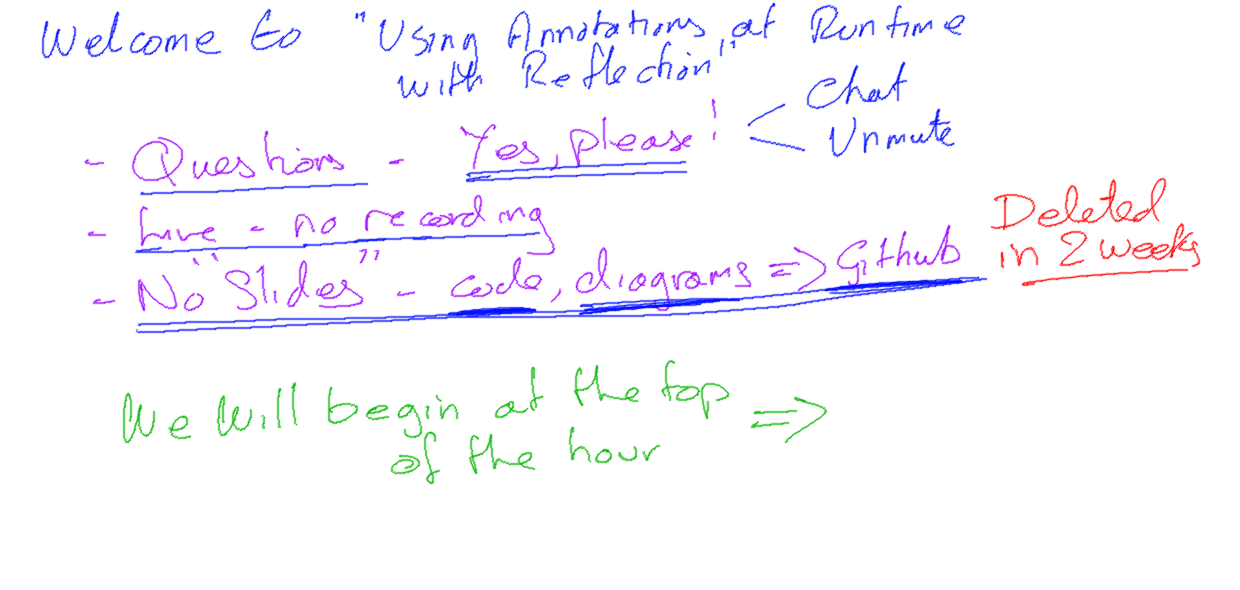 Welcome to "Using Annotations at Runtime
with Reflection"
- Questions - Yes, please! < Chat
Unmute
- Live - no recording
- No "Slides" - code, diagrams => Github
Deleted
in 2 weeks
We will begin at the top =>
of the hour